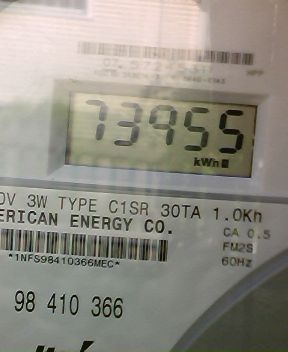 73955
kWh
0V 3W TYPE C1SR 30TA 1.0Kh
ERICAN ENERGY CO.
CA 0.5
FM2S
60Hz
*1NFS98410366MEC*
98 410 366